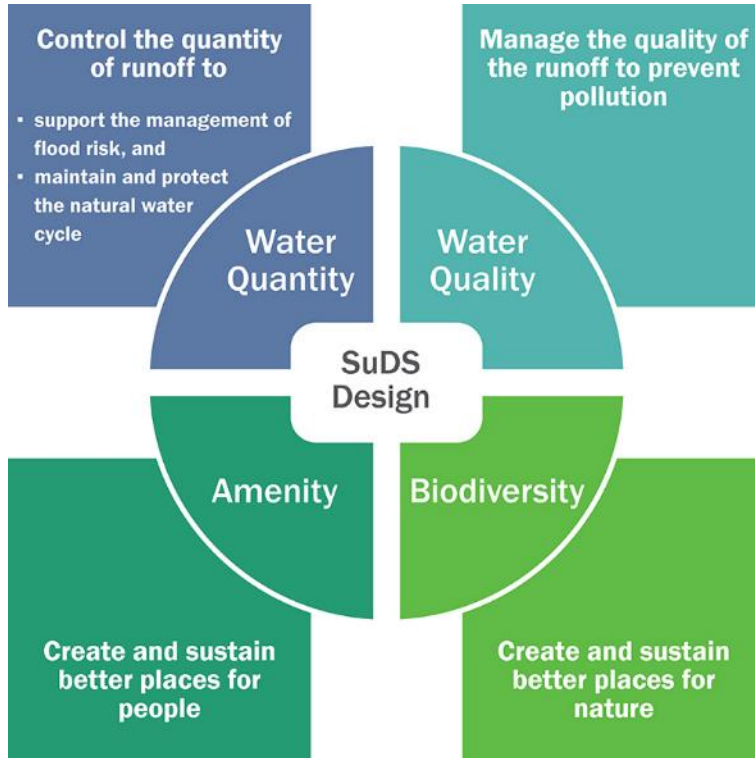 Control the quantity
of runoff to
▪ support the management of
flood risk, and
▪ maintain and protect
the natural water
cycle
Water
Quantity
Manage the quality of
the runoff to prevent
pollution
Water
Quality
SuDS
Design
Amenity
Create and sustain
better places for
people
Biodiversity
Create and sustain
better places for
nature